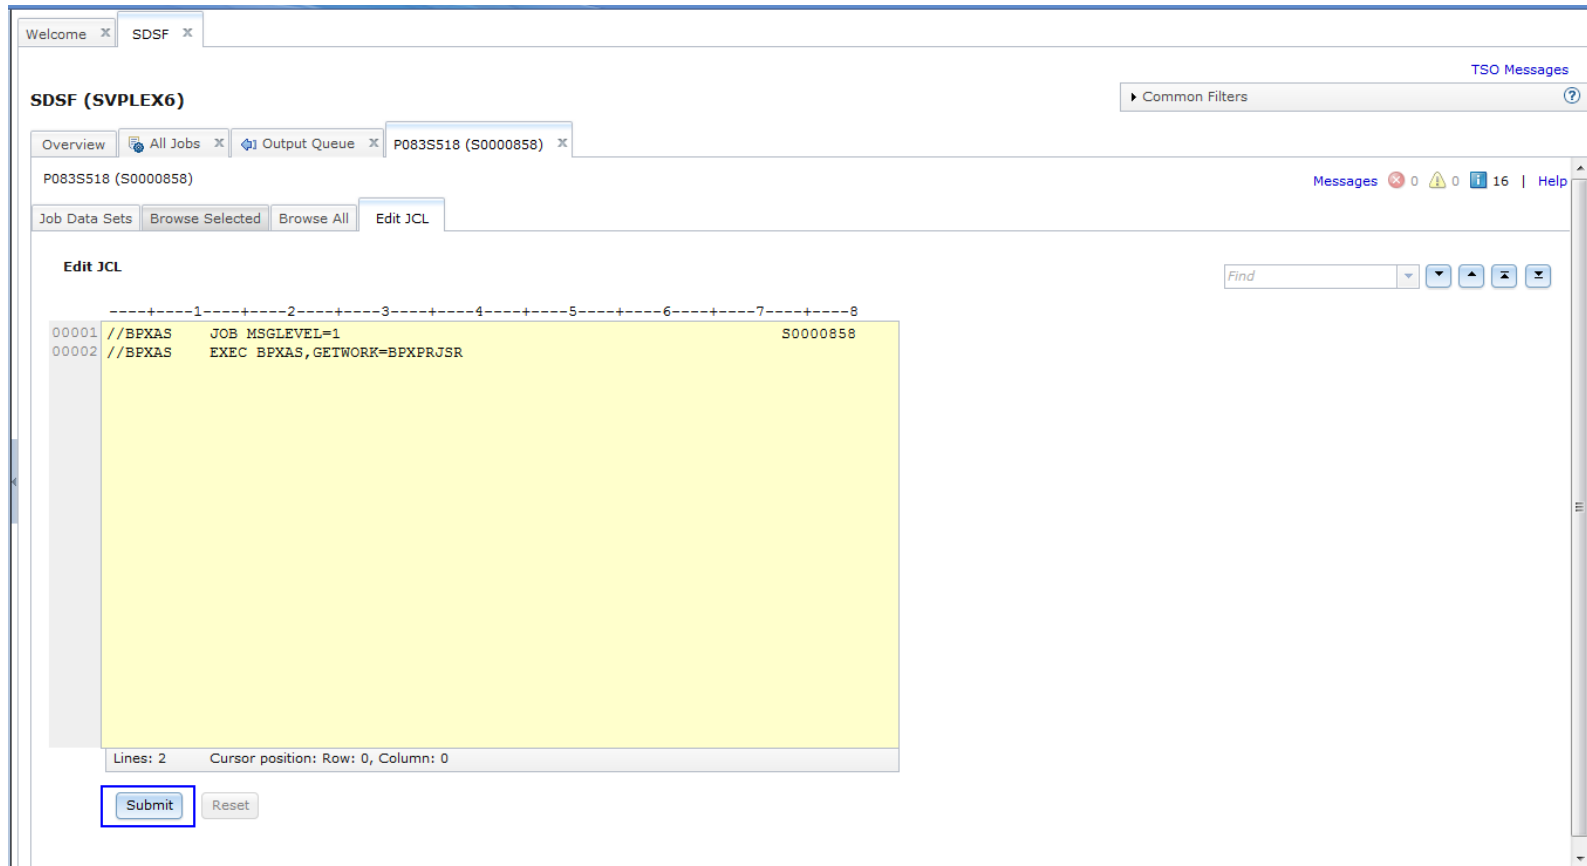 Welcome x SDSF x
TSO Messages
SDSF (SVPLEX6)
Common Filters ?
Overview All Jobs x Output Queue x P083S518 (S0000858) x
P083S518 (S0000858)
Messages 0 0 16 | Help
Job Data Sets Browse Selected Browse All Edit JCL
Edit JCL
Find
----+----1----+----2----+----3----+----4----+----5----+----6----+----7----+----8
00001 //BPXAS    JOB MSGLEVEL=1                                               S0000858
00002 //BPXAS    EXEC BPXAS,GETWORK=BPXPRJSR
Lines: 2 Cursor position: Row: 0, Column: 0
Submit Reset